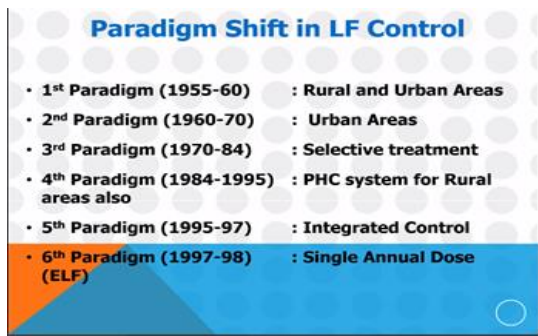 Paradigm Shift in LF Control
• 1st Paradigm (1955-60) : Rural and Urban Areas
• 2nd Paradigm (1960-70) : Urban Areas
• 3rd Paradigm (1970-84) : Selective treatment
• 4th Paradigm (1984-1995) : PHC system for Rural
areas also
• 5th Paradigm (1995-97) : Integrated Control
• 6th Paradigm (1997-98) : Single Annual Dose
(ELF)